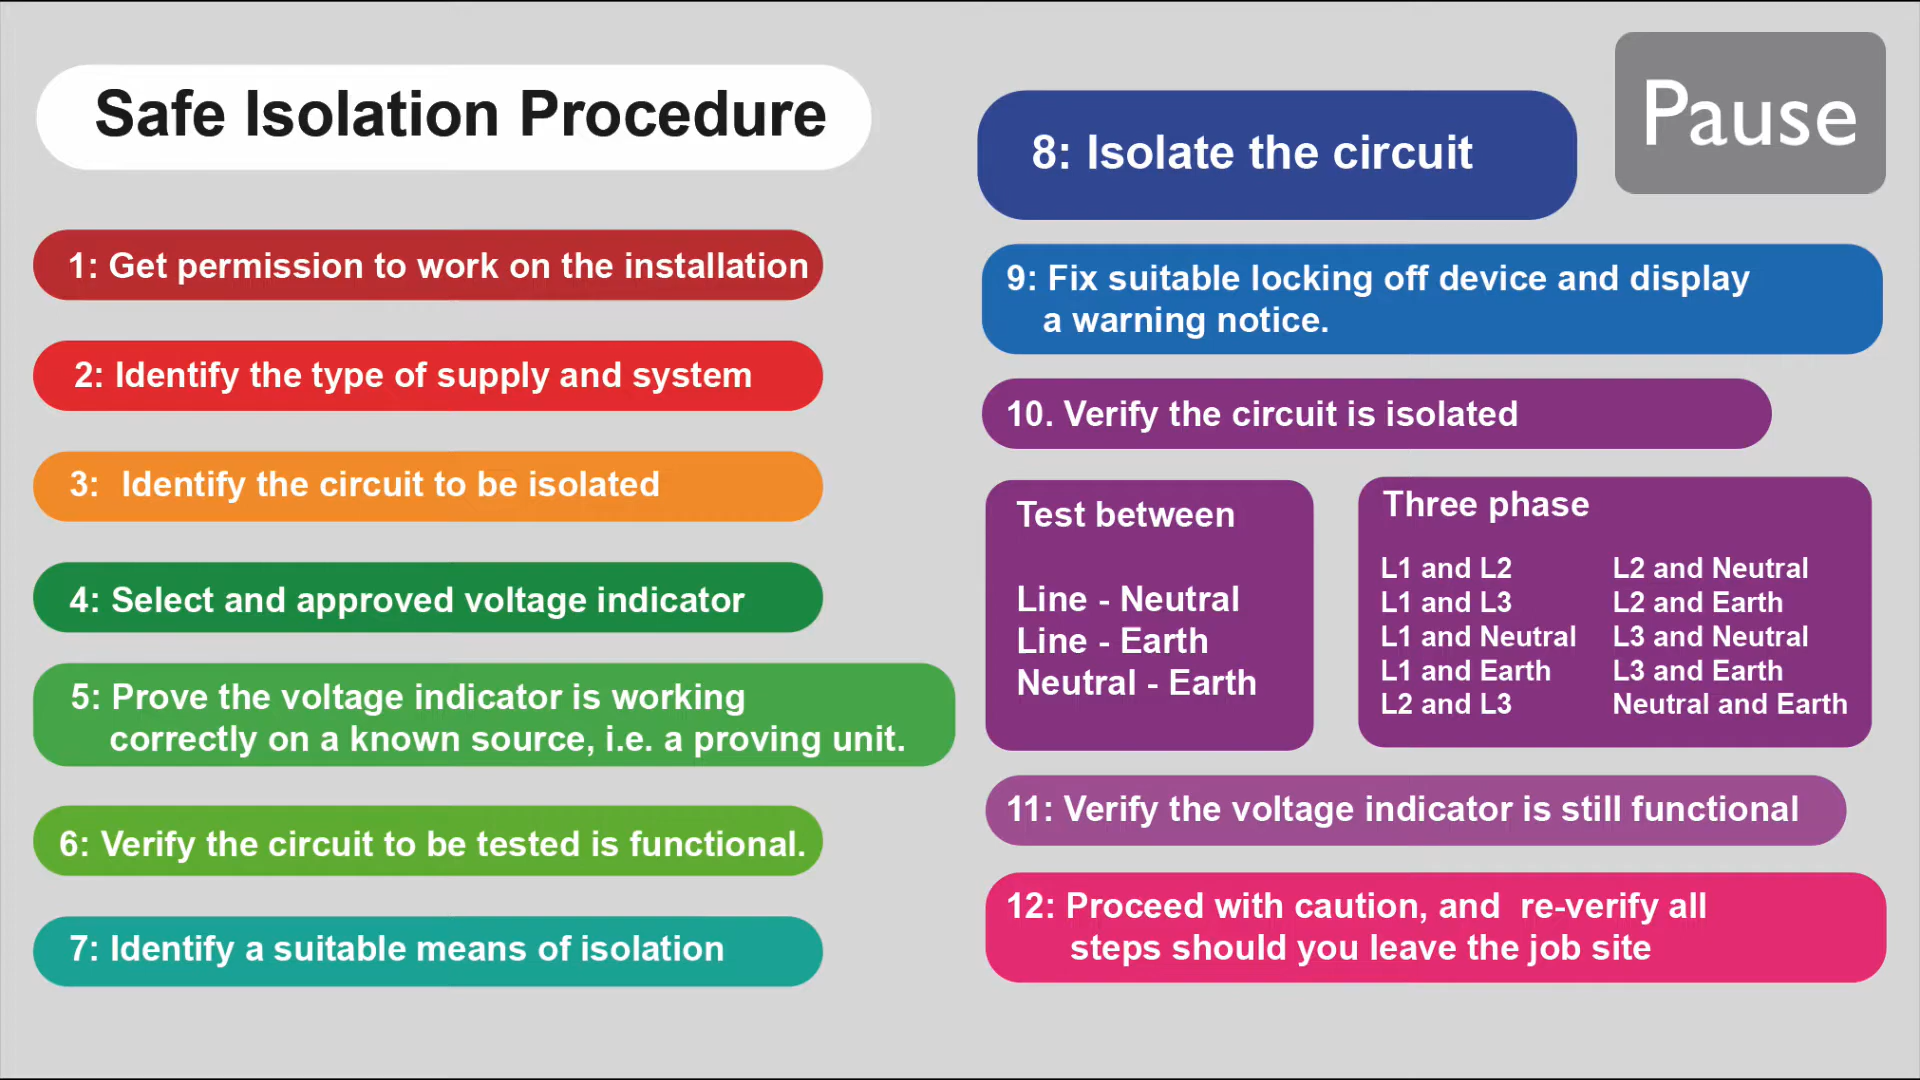 Safe Isolation Procedure
1: Get permission to work on the installation
2: Identify the type of supply and system
3: Identify the circuit to be isolated
4: Select and approved voltage indicator
5: Prove the voltage indicator is working
correctly on a known source, i.e. a proving unit.
6: Verify the circuit to be tested is functional.
7: Identify a suitable means of isolation
8: Isolate the circuit
Pause
9: Fix suitable locking off device and display
a warning notice.
10. Verify the circuit is isolated
Test between
Line - Neutral
Line - Earth
Neutral - Earth
Three phase
L1 and L2
L1 and L3
L1 and Neutral
L1 and Earth
L2 and L3
L2 and Neutral
L2 and Earth
L3 and Neutral
L3 and Earth
Neutral and Earth
11: Verify the voltage indicator is still functional
12: Proceed with caution, and re-verify all
steps should you leave the job site